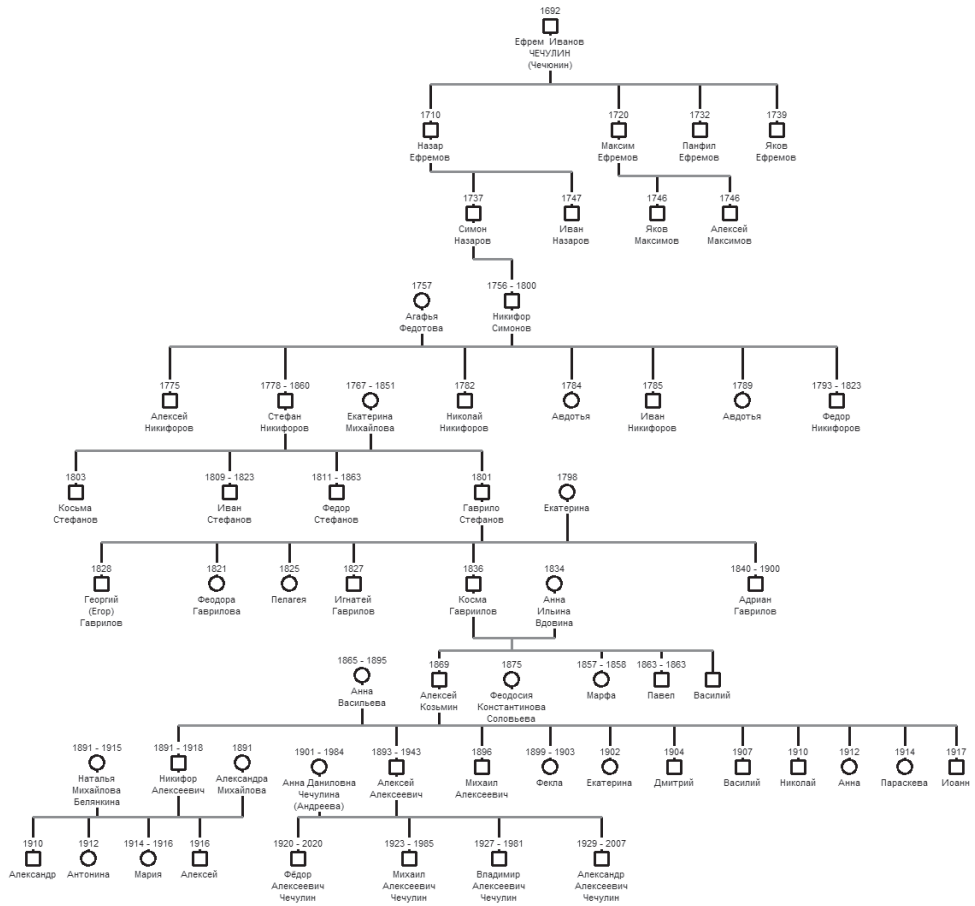 1692
Ефрем Иванов
ЧЕЧУЛИН
(Чечюнин)
1710
Назар
Ефремов
1720
Максим
Ефремов
1732
Панфил
Ефремов
1739
Яков
Ефремов
1737
Симон
Назаров
1747
Иван
Назаров
1746
Яков
Максимов
1746
Алексей
Максимов
1757
Агафья
Федотова
1756 - 1800
Никифор
Симонов
1775
Алексей
Никифоров
1778 - 1860
Стефан
Никифоров
1767 - 1851
Екатерина
Михайлова
1782
Николай
Никифоров
1784
Авдотья
1785
Иван
Никифоров
1789
Авдотья
1793 - 1823
Федор
Никифоров
1803
Косьма
Стефанов
1809 - 1823
Иван
Стефанов
1811 - 1863
Федор
Стефанов
1801
Гаврило
Стефанов
1798
Екатерина
1828
Георгий
(Егор)
Гаврилов
1821
Феодора
Гаврилова
1825
Пелагея
1827
Игнатей
Гаврилов
1836
Косма
Гавриилов
1834
Анна
Ильина
Вдовина
1840 - 1900
Адриан
Гаврилов
1865 - 1895
Анна
Васильева
1869
Алексей
Козьмин
1875
Феодосия
Константинова
Соловьева
1857 - 1858
Марфа
1863 - 1863
Павел
Василий
1891 - 1915
Наталья
Михайлова
Белянкина
1891 - 1918
Никифор
Алексеевич
1891
Александра
Михайлова
1901 - 1984
Анна Даниловна
Чечулина
(Андреева)
1893 - 1943
Алексей
Алексеевич
1896
Михаил
Алексеевич
1899 - 1903
Фекла
1902
Екатерина
1904
Дмитрий
1907
Василий
1910
Николай
1912
Анна
1914
Параскева
1917
Иоанн
1910
Александр
1912
Антонина
1914 - 1916
Мария
1916
Алексей
1920 - 2020
Фёдор
Алексеевич
Чечулин
1923 - 1985
Михаил
Алексеевич
Чечулин
1927 - 1981
Владимир
Алексеевич
Чечулин
1929 - 2007
Александр
Алексеевич
Чечулин